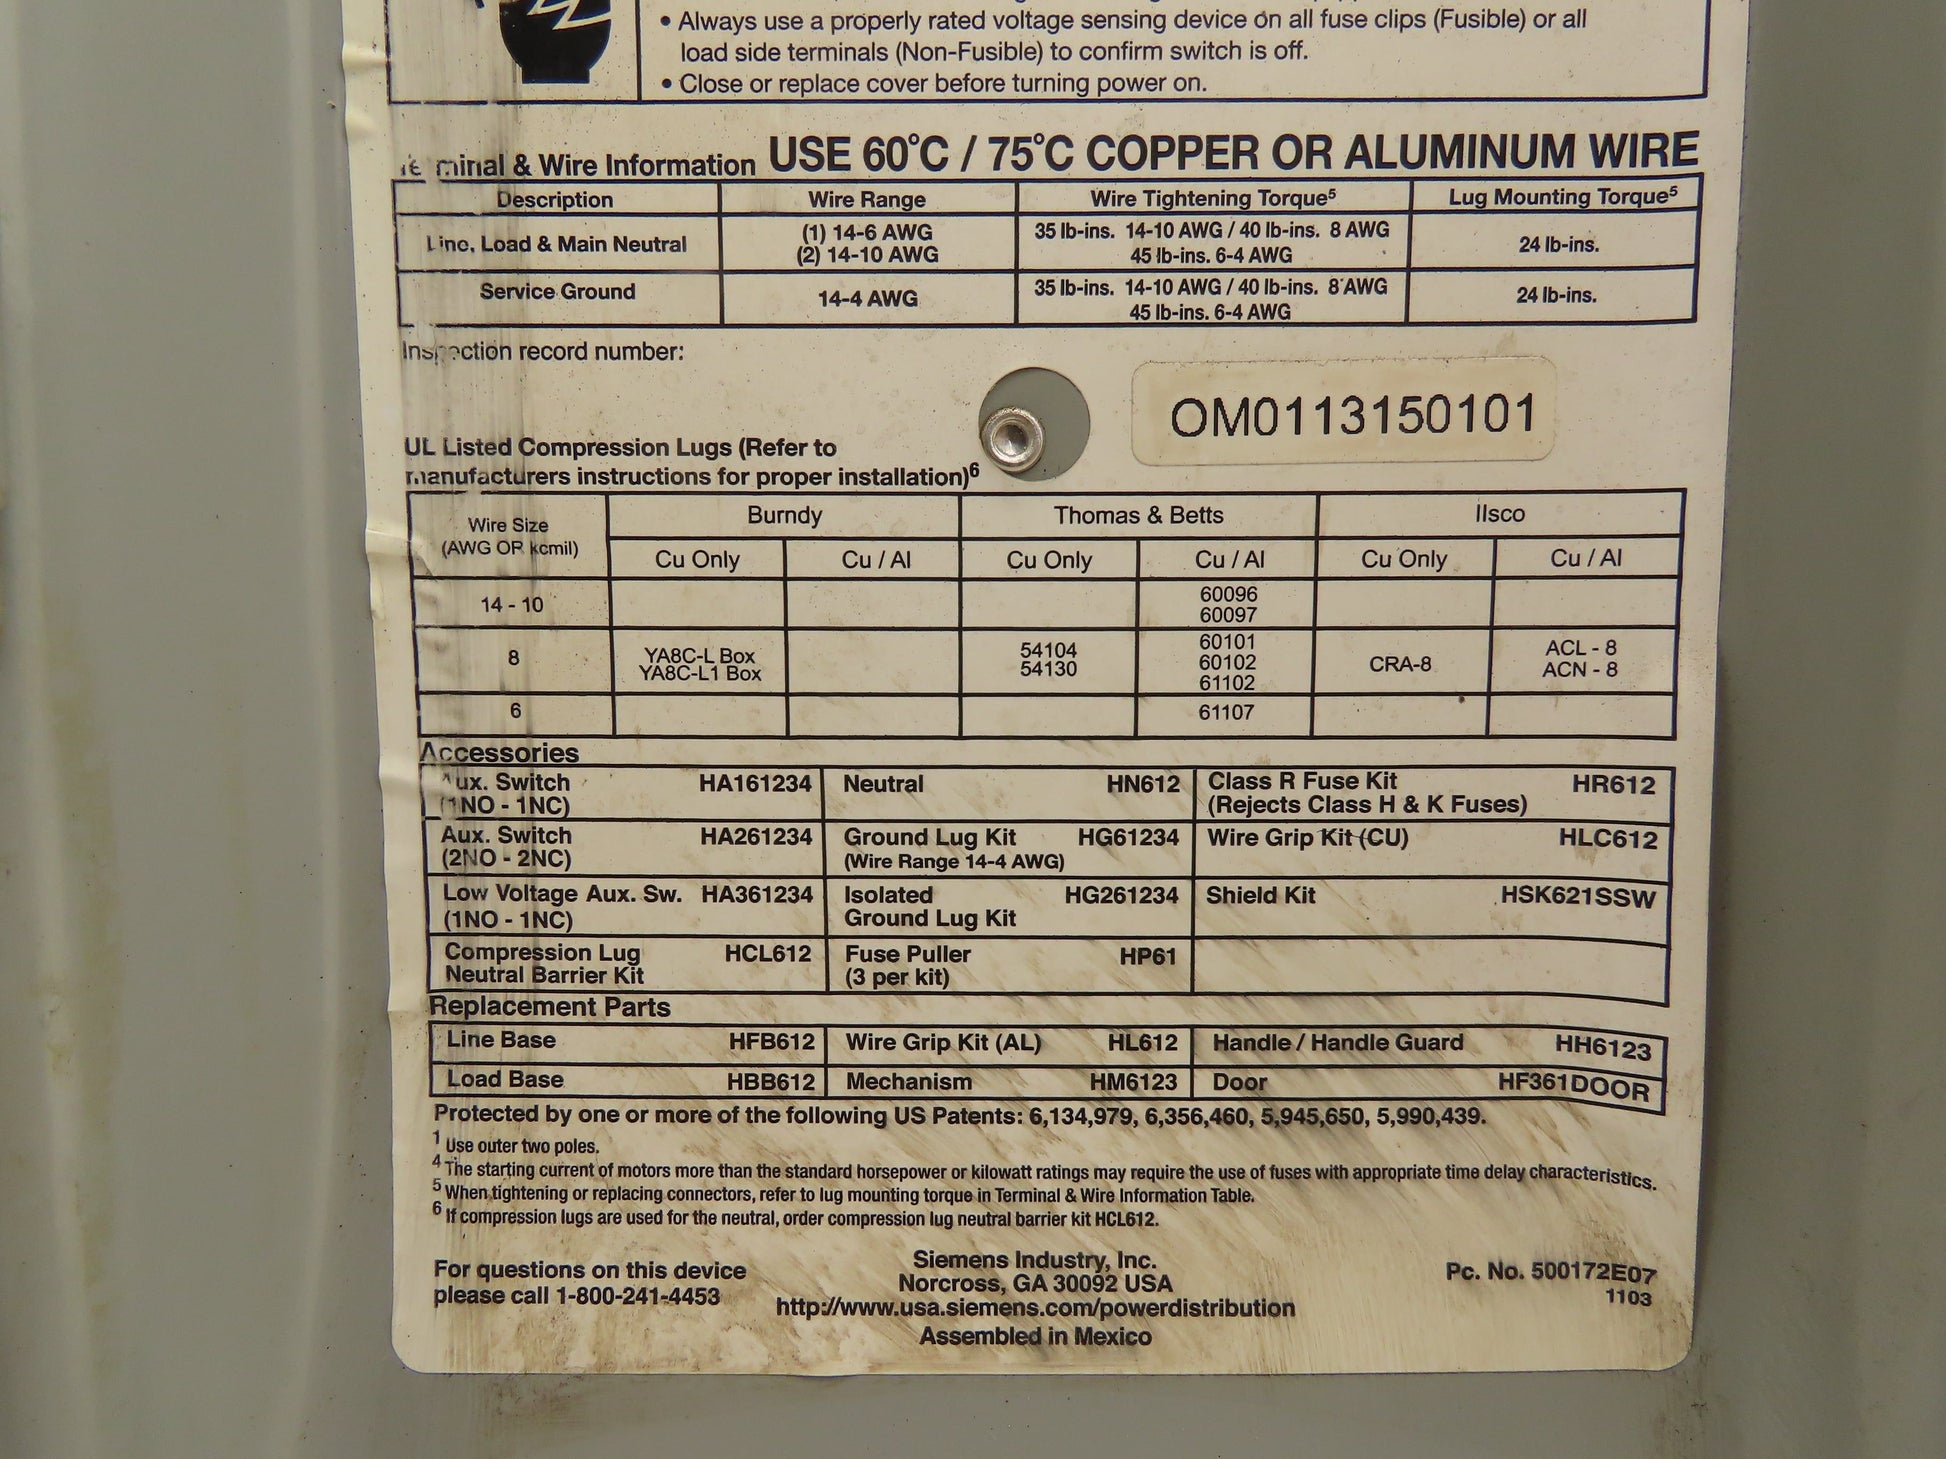 • Always use a properly rated voltage sensing device on all fuse clips (Fusible) or all
load side terminals (Non-Fusible) to confirm switch is off.
• Close or replace cover before turning power on.
Terminal & Wire Information USE 60°C / 75°C COPPER OR ALUMINUM WIRE
Description Wire Range Wire Tightening Torque5 Lug Mounting Torque5
Line, Load & Main Neutral (1) 14-6 AWG 35 lb-ins. 14-10 AWG / 40 lb-ins. 8 AWG 24 lb-ins.
(2) 14-10 AWG 45 lb-ins. 6-4 AWG
Service Ground 14-4 AWG 35 lb-ins. 14-10 AWG / 40 lb-ins. 8 AWG 24 lb-ins.
45 lb-ins. 6-4 AWG
Inspection record number:
OM0113150101
UL Listed Compression Lugs (Refer to
manufacturers instructions for proper installation)6
Wire Size Burndy Thomas & Betts Ilsco
(AWG OR kcmil) Cu Only Cu / Al Cu Only Cu / Al Cu Only Cu / Al
14 - 10 60096
60097
8 YA8C-L Box 54104 60101 CRA-8 ACL - 8
YA8C-L1 Box 54130 60102 ACN - 8
61102
6 61107
Accessories
Aux. Switch HA161234 Neutral HN612 Class R Fuse Kit HR612
(1NO - 1NC) (Rejects Class H & K Fuses)
Aux. Switch HA261234 Ground Lug Kit HG61234 Wire Grip Kit (CU) HLC612
(2NO - 2NC) (Wire Range 14-4 AWG)
Low Voltage Aux. Sw. HA361234 Isolated HG261234 Shield Kit HSK621SSW
(1NO - 1NC) Ground Lug Kit
Compression Lug HCL612 Fuse Puller HP61
Neutral Barrier Kit (3 per kit)
Replacement Parts
Line Base HFB612 Wire Grip Kit (AL) HL612 Handle / Handle Guard HH6123
Load Base HBB612 Mechanism HM6123 Door HF361DOOR
Protected by one or more of the following US Patents: 6,134,979, 6,356,460, 5,945,650, 5,990,439.
1 Use outer two poles.
4 The starting current of motors more than the standard horsepower or kilowatt ratings may require the use of fuses with appropriate time delay characteristics.
5 When tightening or replacing connectors, refer to lug mounting torque in Terminal & Wire Information Table.
6 If compression lugs are used for the neutral, order compression lug neutral barrier kit HCL612.
For questions on this device
please call 1-800-241-4453
Siemens Industry, Inc.
Norcross, GA 30092 USA
http://www.usa.siemens.com/powerdistribution
Assembled in Mexico
Pc. No. 500172E07
1103